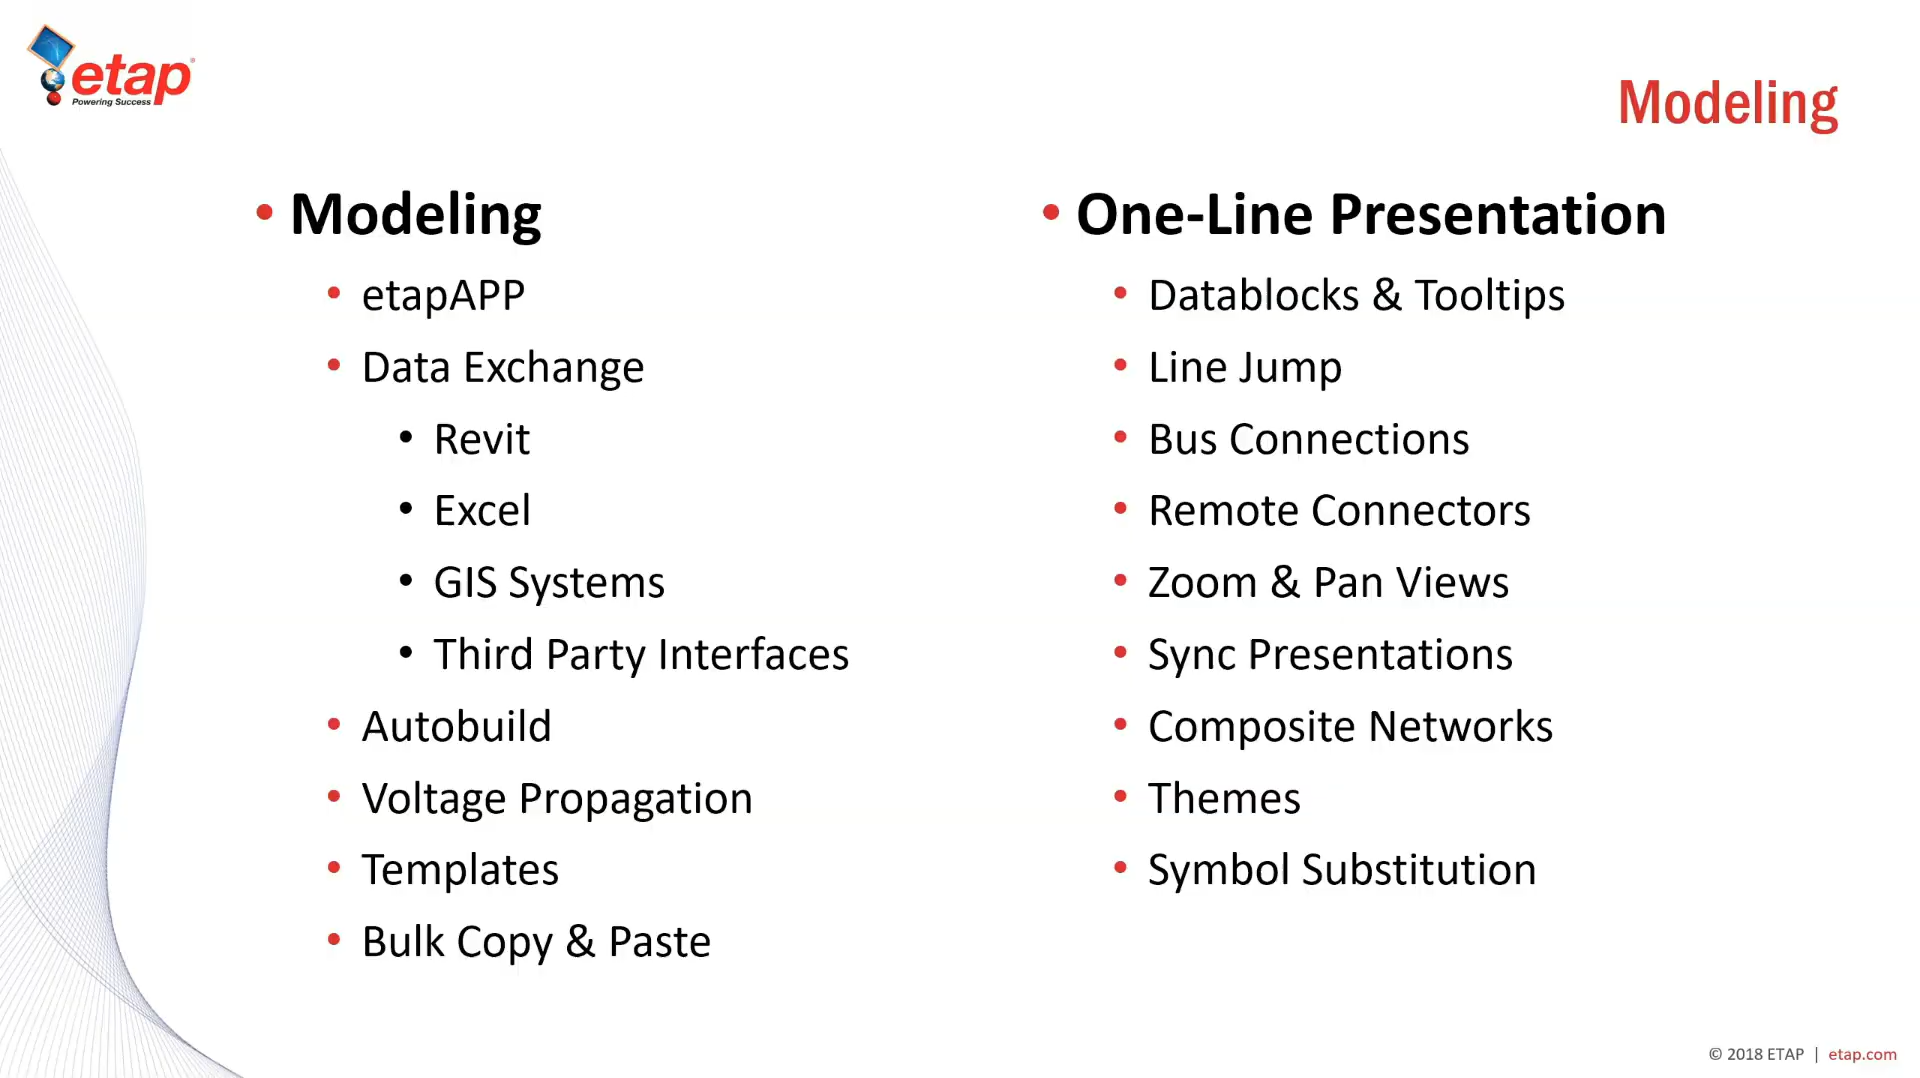 etap®
Powering Success
Modeling
• Modeling
• etapAPP
• Data Exchange
• Revit
• Excel
• GIS Systems
• Third Party Interfaces
• Autobuild
• Voltage Propagation
• Templates
• Bulk Copy & Paste
• One-Line Presentation
• Datablocks & Tooltips
• Line Jump
• Bus Connections
• Remote Connectors
• Zoom & Pan Views
• Sync Presentations
• Composite Networks
• Themes
• Symbol Substitution
© 2018 ETAP | etap.com